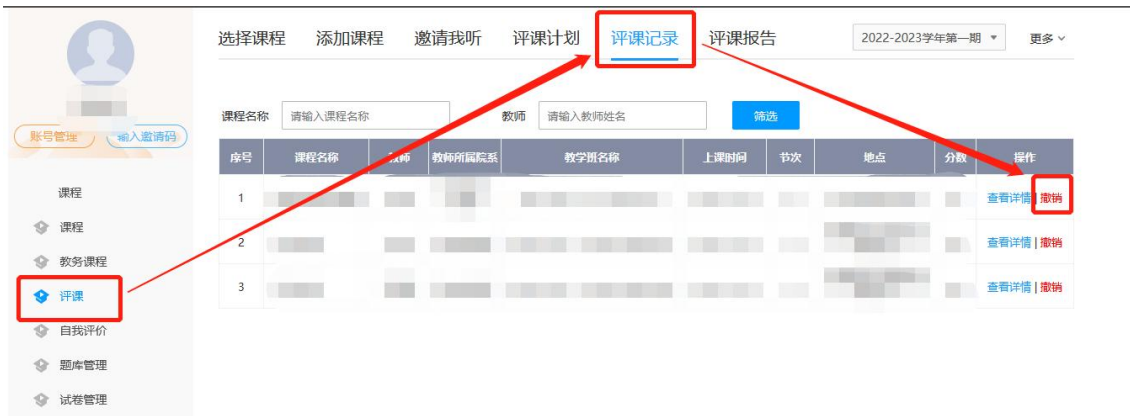 选择课程 添加课程 邀请我听 评课计划 评课记录 评课报告 2022-2023学年第一期 更多
课程名称 请输入课程名称 教师 请输入教师姓名 筛选
账号管理 输入邀请码
序号 课程名称 教师 教师所属院系 教学班名称 上课时间 节次 地点 分数 操作
1 查看详情 | 撤销
2 查看详情 | 撤销
3 查看详情 | 撤销
课程
课程
教务课程
评课
自我评价
题库管理
试卷管理